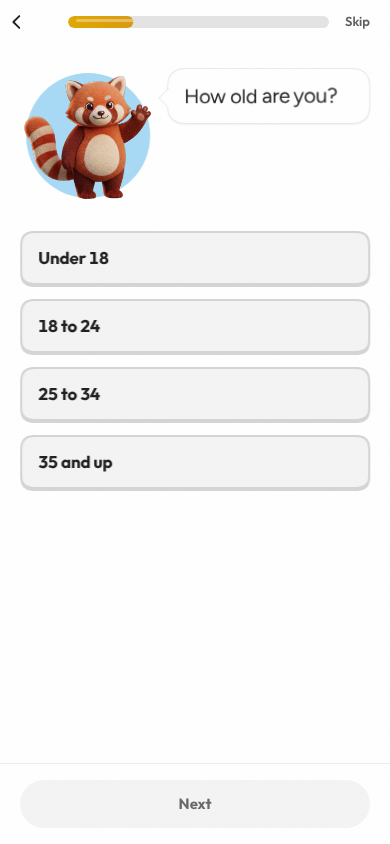 Skip
How old are you?
Under 18
18 to 24
25 to 34
35 and up
Next